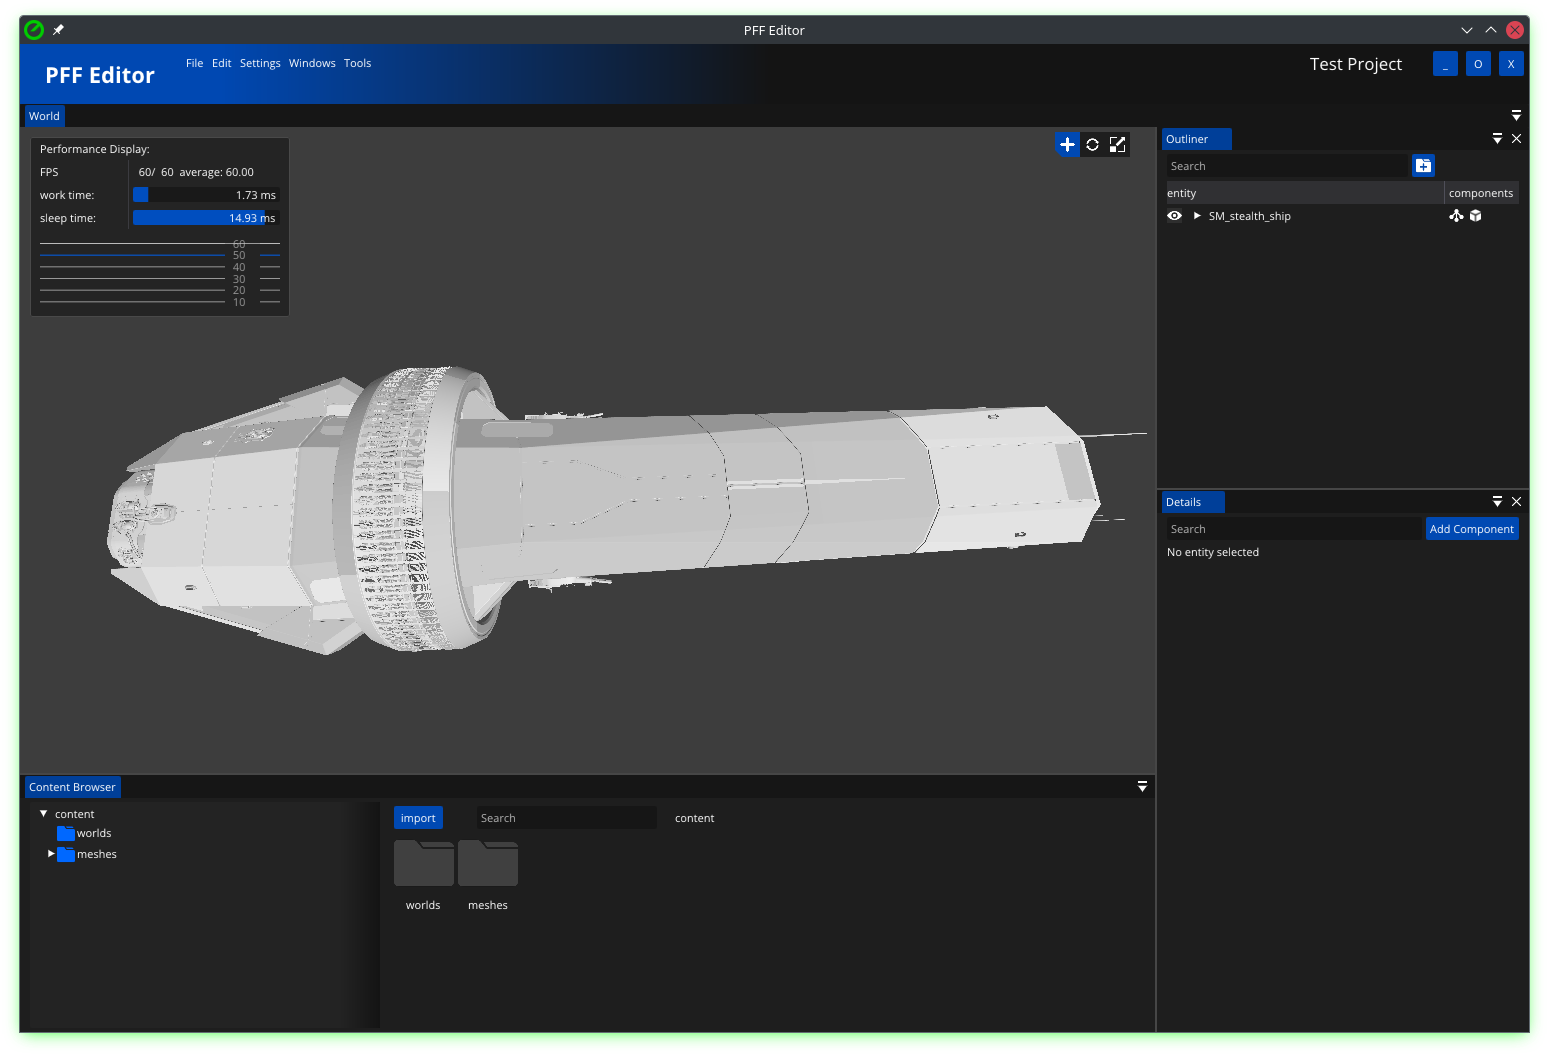 PFF Editor
PFF Editor
File Edit Settings Windows Tools
Test Project
_ O X
World
Performance Display:
FPS 60/ 60 average: 60.00
work time: 1.73 ms
sleep time: 14.93 ms
60
50
40
30
20
10
Outliner
Search
entity components
SM_stealth_ship
Details
Search Add Component
No entity selected
Content Browser
content
worlds
meshes
import Search content
worlds meshes